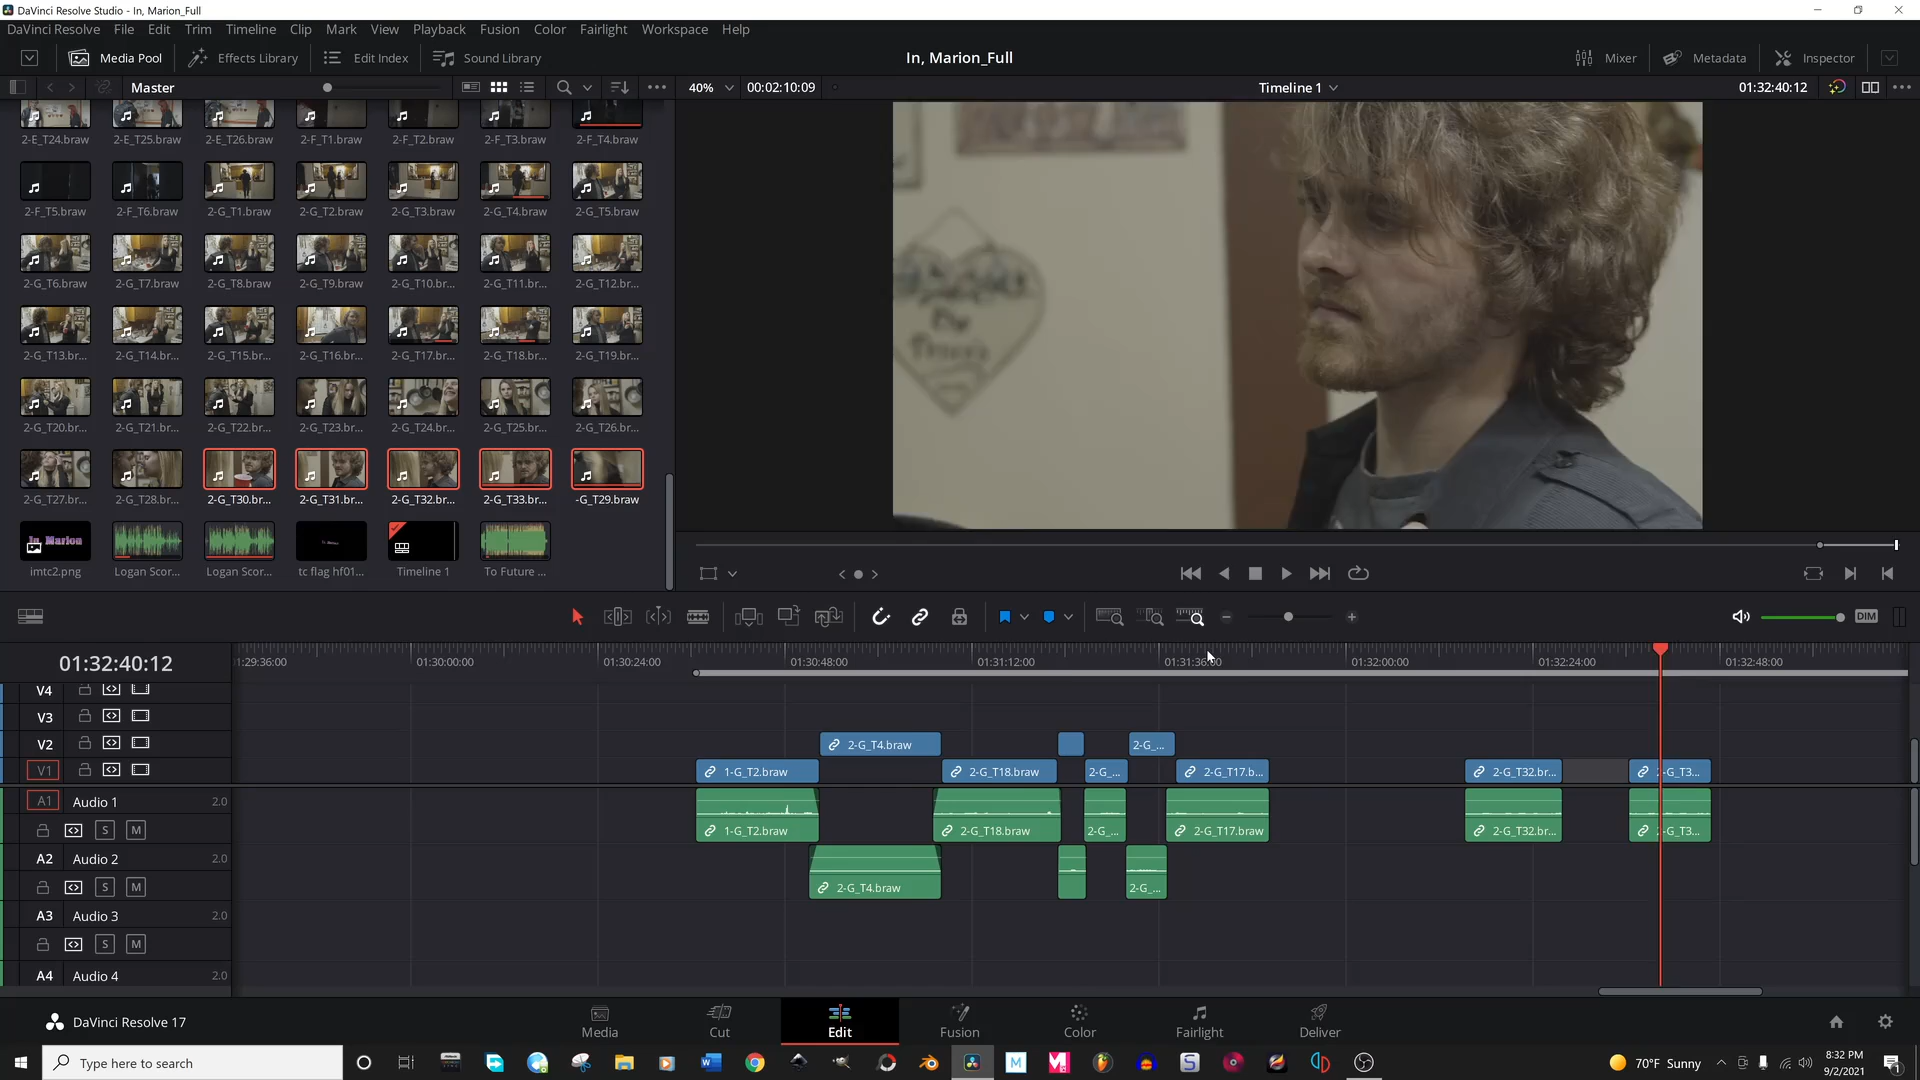 DaVinci Resolve Studio - In, Marion_Full
DaVinci Resolve File Edit Trim Timeline Clip Mark View Playback Fusion Color Fairlight Workspace Help
Media Pool Effects Library Edit Index Sound Library In, Marion_Full Mixer Metadata Inspector
Master 40% 00:02:10:09 Timeline 1 01:32:40:12
2-E_T24.braw 2-E_T25.braw 2-E_T26.braw 2-F_T1.braw 2-F_T2.braw 2-F_T3.braw 2-F_T4.braw
2-F_T5.braw 2-F_T6.braw 2-G_T1.braw 2-G_T2.braw 2-G_T3.braw 2-G_T4.braw 2-G_T5.braw
2-G_T6.braw 2-G_T7.braw 2-G_T8.braw 2-G_T9.braw 2-G_T10.br... 2-G_T11.br... 2-G_T12.br...
2-G_T13.br... 2-G_T14.br... 2-G_T15.br... 2-G_T16.br... 2-G_T17.br... 2-G_T18.br... 2-G_T19.br...
2-G_T20.br... 2-G_T21.br... 2-G_T22.br... 2-G_T23.br... 2-G_T24.br... 2-G_T25.br... 2-G_T26.br...
2-G_T27.br... 2-G_T28.br... 2-G_T30.br... 2-G_T31.br... 2-G_T32.br... 2-G_T33.br... -G_T29.braw
In, Marion
imtc2.png Logan Scor... Logan Scor... tc flag hf01... Timeline 1 To Future ...
DIM
01:32:40:12 1:29:36:00 01:30:00:00 01:30:24:00 01:30:48:00 01:31:12:00 01:31:36:00 01:32:00:00 01:32:24:00 01:32:48:00
V4
V3
V2 2-G_T4.braw 2-G_...
V1 1-G_T2.braw 2-G_T18.braw 2-G_... 2-G_T17.b... 2-G_T32.br... 2-G_T3...
A1 Audio 1 2.0
S M 1-G_T2.braw 2-G_T18.braw 2-G_... 2-G_T17.braw 2-G_T32.br... 2-G_T3...
A2 Audio 2 2.0
S M 2-G_T4.braw 2-G_...
A3 Audio 3 2.0
S M
A4 Audio 4 2.0
DaVinci Resolve 17 Media Cut Edit Fusion Color Fairlight Deliver
Type here to search 70°F Sunny 8:32 PM
9/2/2021 1